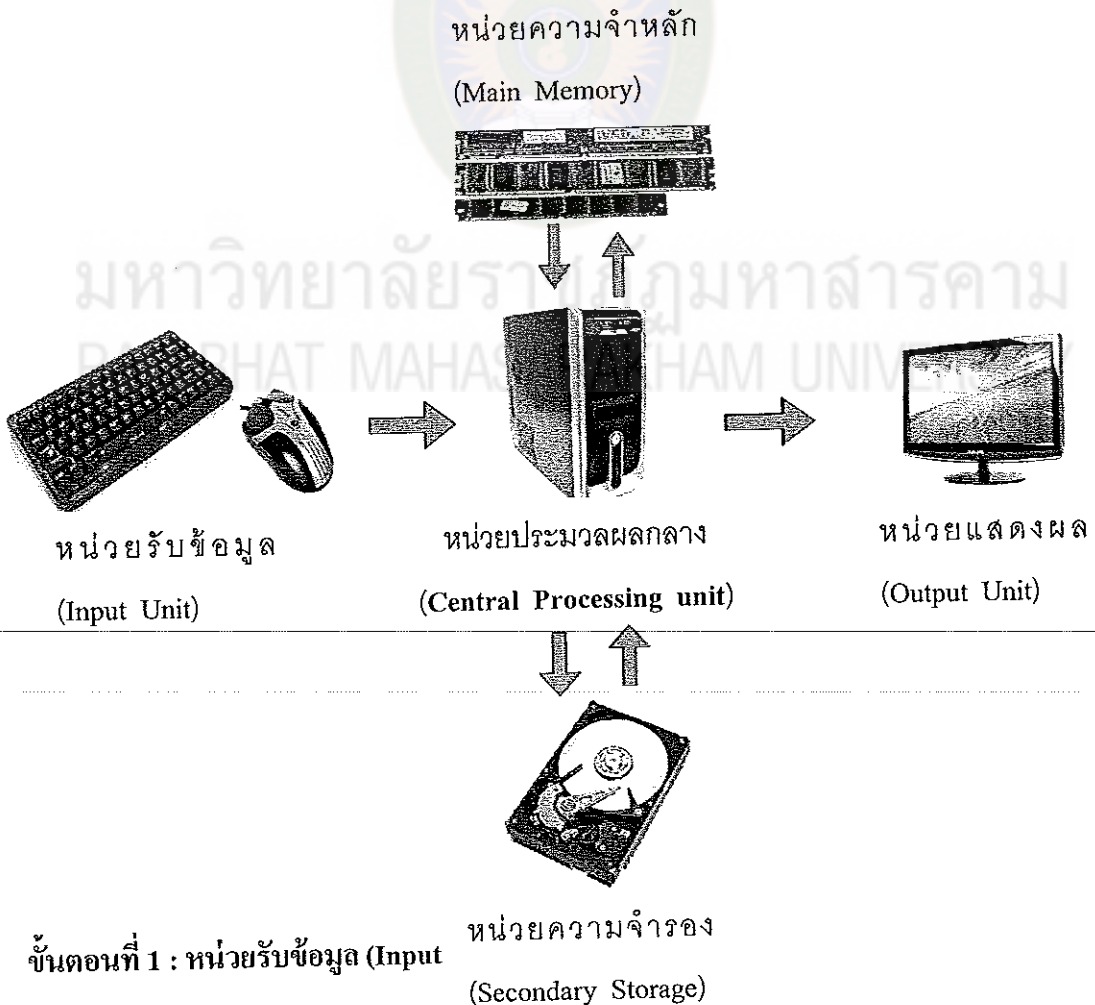 หน่วยความจำหลัก
(Main Memory)
มหาวิทยาลัยราชภัฏมหาสารคาม
MAHASARAKHAM UNIVERSITY
หน่วยรับข้อมูล
(Input Unit)
หน่วยประมวลผลกลาง
(Central Processing unit)
หน่วยแสดงผล
(Output Unit)
หน่วยความจำรอง
(Secondary Storage)
ขั้นตอนที่ 1 : หน่วยรับข้อมูล (Input